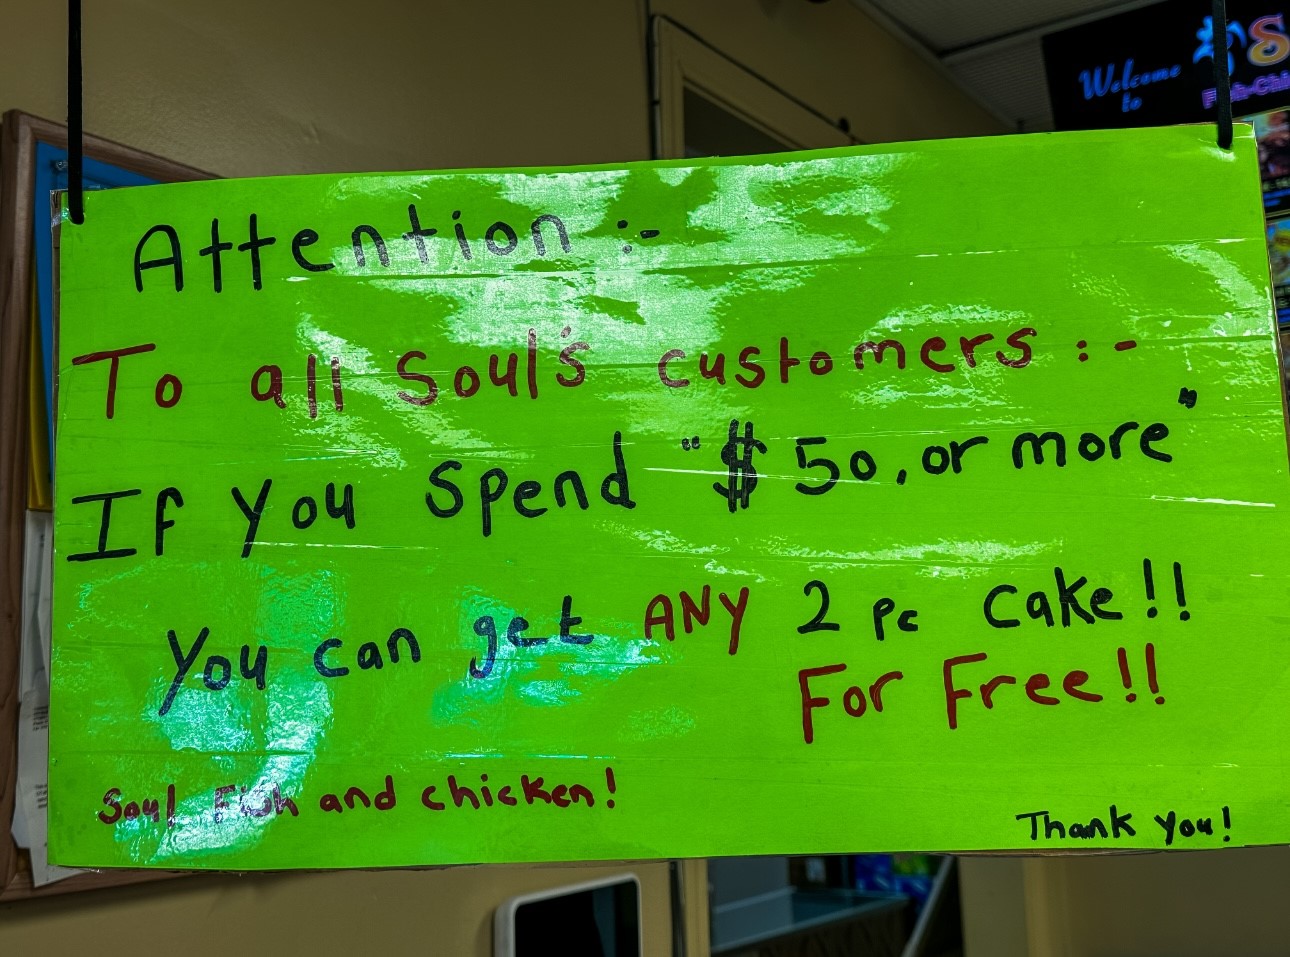 Welcome
to
Attention :-
To all Soul's customers :-
If you spend "$50, or more"
You can get ANY 2 pc cake!!
For Free!!
Soul Fish and chicken!
Thank you!